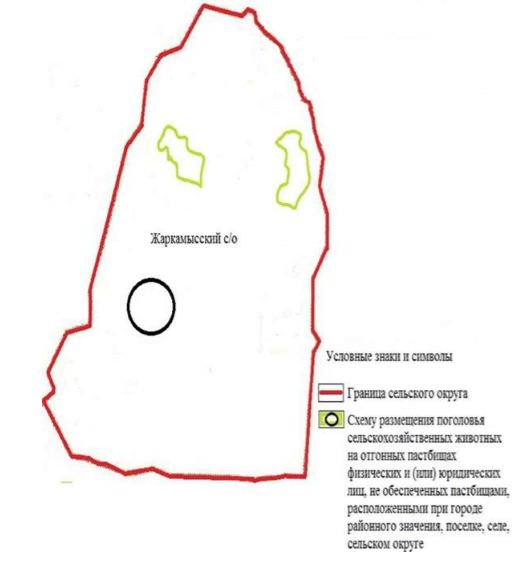 Жаркамысский с/о
Условные знаки и символы
Граница сельского округа
Схему размещения поголовья
сельскохозяйственных животных
на отгонных пастбищах
физических и (или) юридических
лиц, не обеспеченных пастбищами,
расположенными при городе
районного значения, поселке, селе,
сельском округе